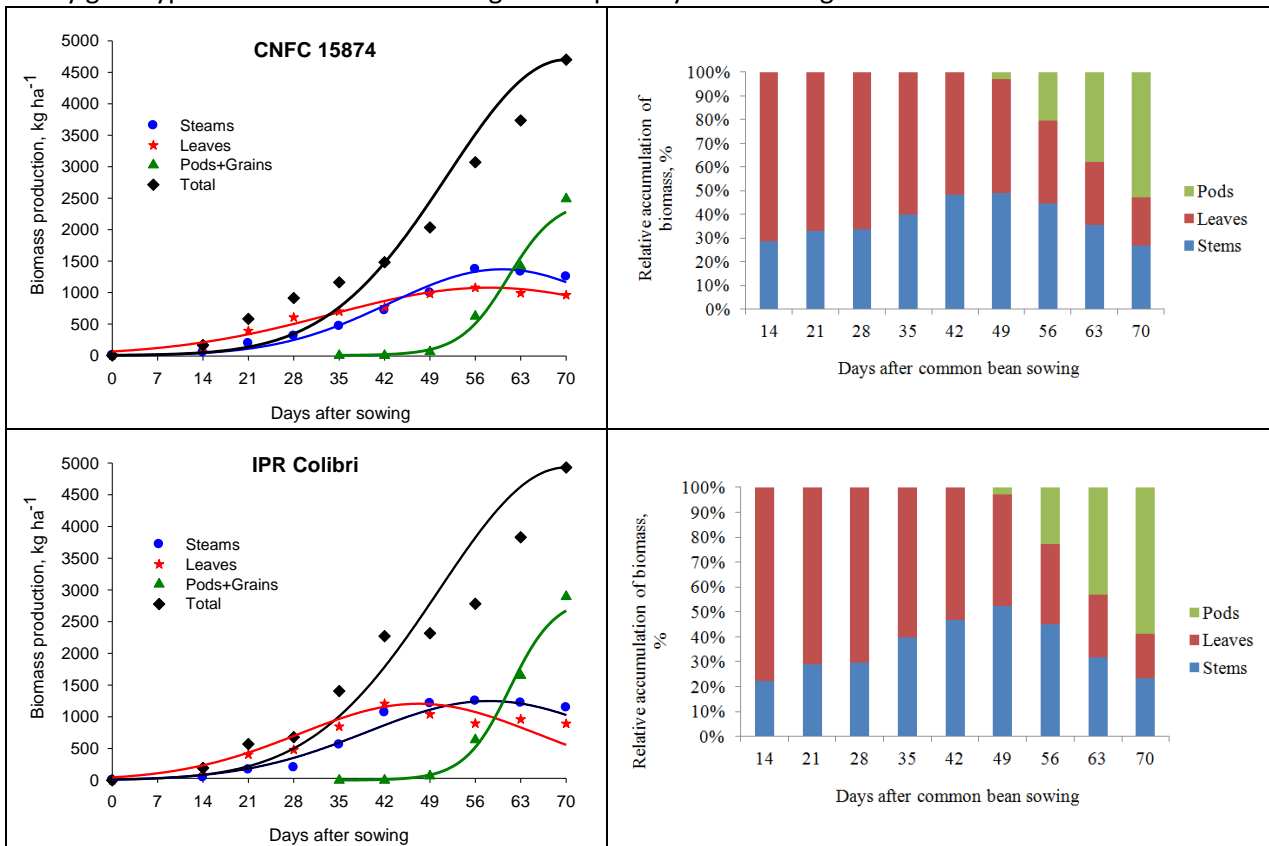 CNFC 15874
Biomass production, kg ha-1
5000
4500
4000
3500
3000
2500
2000
1500
1000
500
0
Steams
Leaves
Pods+Grains
Total
0 7 14 21 28 35 42 49 56 63 70
Days after sowing
Relative accumulation of
biomass, %
100%
90%
80%
70%
60%
50%
40%
30%
20%
10%
0%
Pods
Leaves
Stems
14 21 28 35 42 49 56 63 70
Days after common bean sowing
IPR Colibri
Biomass production, kg ha-1
5000
4500
4000
3500
3000
2500
2000
1500
1000
500
0
Steams
Leaves
Pods+Grains
Total
0 7 14 21 28 35 42 49 56 63 70
Days after sowing
Relative accumulation of biomass,
%
100%
90%
80%
70%
60%
50%
40%
30%
20%
10%
0%
Pods
Leaves
Stems
14 21 28 35 42 49 56 63 70
Days after common bean sowing